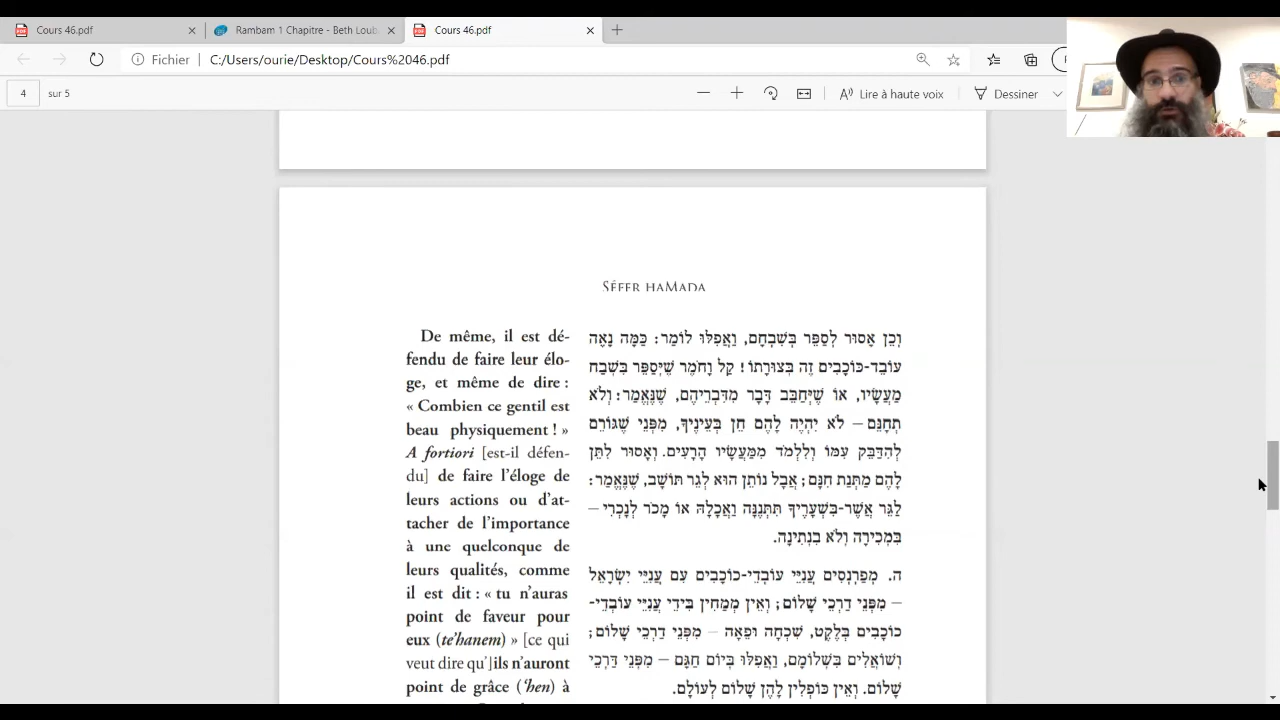 Cours 46.pdf
Rambam 1 Chapitre - Beth Loub
Cours 46.pdf
Fichier
C:/Users/ourie/Desktop/Cours%2046.pdf
4
sur 5
Lire à haute voix
Dessiner
SÉFER HAMADA
De même, il est dé-
fendu de faire leur élo-
ge, et même de dire :
« Combien ce gentil est
beau physiquement ! »
A fortiori [est-il défen-
du] de faire l'éloge de
leurs actions ou d'at-
tacher de l'importance
à une quelconque de
leurs qualités, comme
il est dit : « tu n'auras
point de faveur pour
eux (te'hanem) » [ce qui
veut dire qu']ils n'auront
point de grâce ('hen) à
וְכֵן אָסוּר לְסַפֵּר בְּשִׁבְחָם, וַאֲפִלּוּ לוֹמַר: כַּמָּה נָאֶה
עוֹבֵד-כּוֹכָבִים זֶה בְּצוּרָתוֹ! קַל וָחֹמֶר שֶׁיְּסַפֵּר בִּשְׁבַח
מַעֲשָׂיו, אוֹ שֶׁיְּחַבֵּב דָּבָר מִדִּבְרֵיהֶם, שֶׁנֶּאֱמַר: וְלֹא
תְחָנֵּם – לֹא יִהְיֶה לָהֶם חֵן בְּעֵינֶיךָ, מִפְּנֵי שֶׁגּוֹרֵם
לְהִדַּבֵּק עִמּוֹ וְלִלְמֹד מִמַּעֲשָׂיו הָרָעִים. וְאָסוּר לִתֵּן
לָהֶם מַתְּנַת חִנָּם; אֲבָל נוֹתֵן הוּא לְגֵר תּוֹשָׁב, שֶׁנֶּאֱמַר:
לַגֵּר אֲשֶׁר-בִּשְׁעָרֶיךָ תִּתְּנֶנָּה וַאֲכָלָהּ אוֹ מָכֹר לְנָכְרִי –
בִּמְכִירָה וְלֹא בִנְתִינָה.
ה. מְפַרְנְסִים עֲנִיֵּי עוֹבְדֵי-כּוֹכָבִים עִם עֲנִיֵּי יִשְׂרָאֵל
– מִפְּנֵי דַרְכֵי שָׁלוֹם; וְאֵין מְמַחִין בִּידֵי עֲנִיֵּי עוֹבְדֵי-
כוֹכָבִים בְּלֶקֶט, שִׁכְחָה וּפֵאָה – מִפְּנֵי דַרְכֵי שָׁלוֹם;
וְשׁוֹאֲלִים בִּשְׁלוֹמָם, וַאֲפִלּוּ בְּיוֹם חַגָּם – מִפְּנֵי דַּרְכֵי
שָׁלוֹם. וְאֵין כּוֹפְלִין לָהֶן שָׁלוֹם לְעוֹלָם.